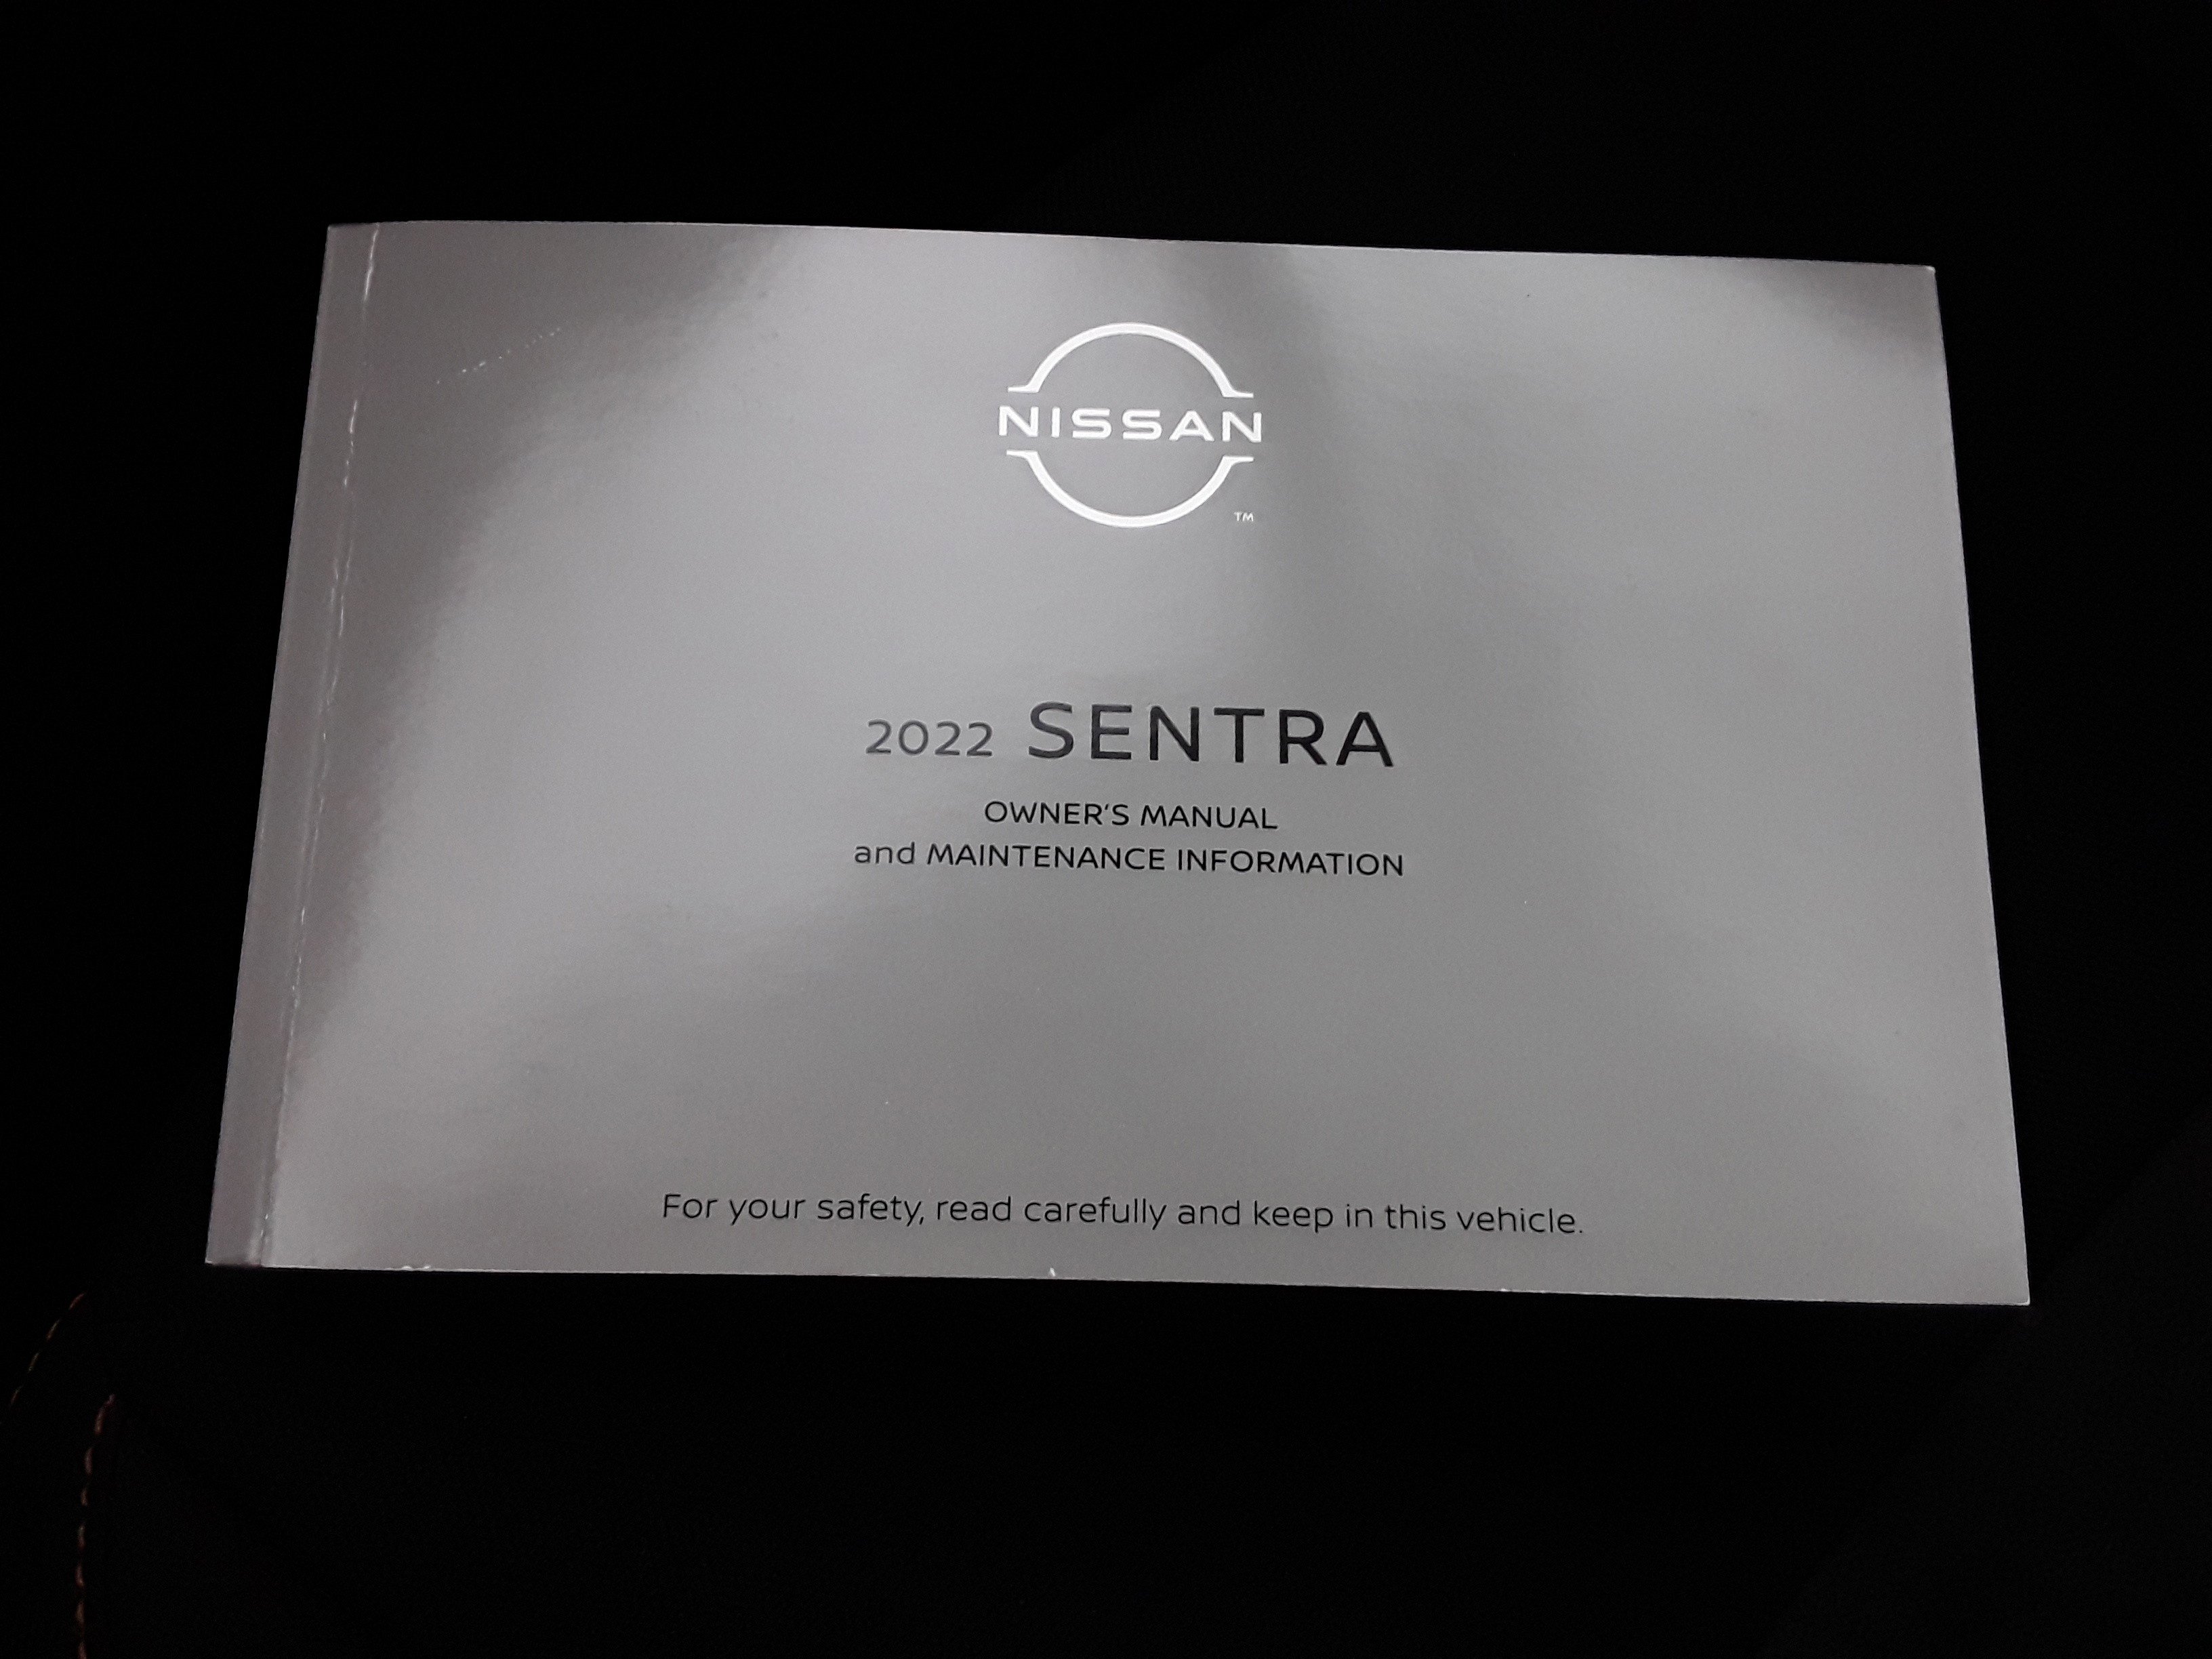 NISSAN
TM
2022 SENTRA
OWNER'S MANUAL
and MAINTENANCE INFORMATION
For your safety, read carefully and keep in this vehicle.